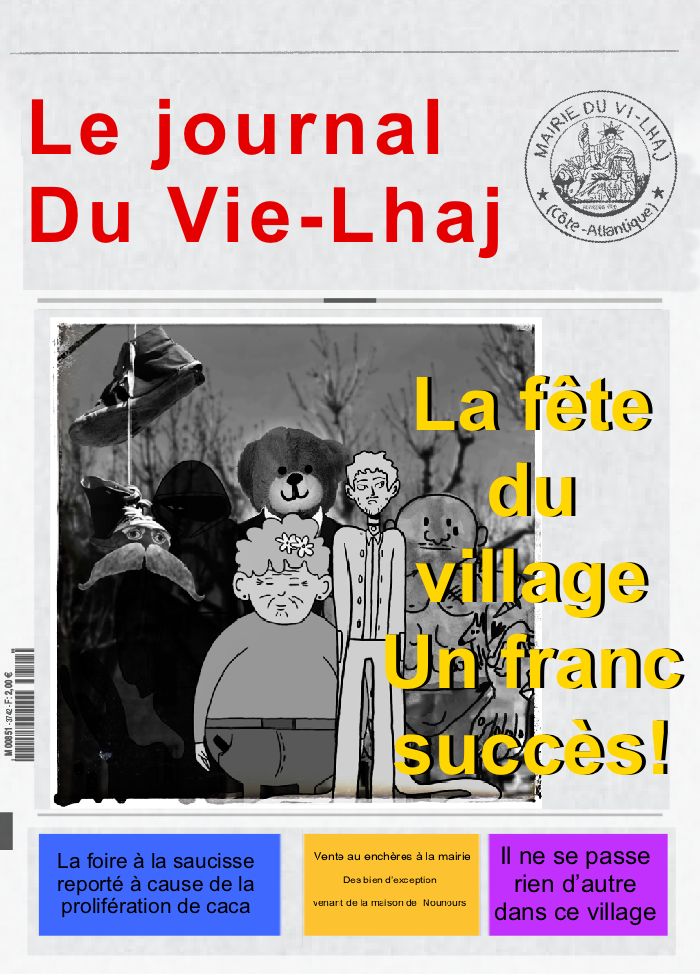 Le journal
Du Vie-Lhaj
MAIRIE DU VI-LHAJ
(Côte-Atlantique)
La fête
du
village
Un franc
succès!
M 00851 - 3742 - F: 2,00 €
La foire à la saucisse
reporté à cause de la
prolifération de caca
Vente au enchères à la mairie
Des bien d'exception
venant de la maison de Nounours
Il ne se passe
rien d'autre
dans ce village